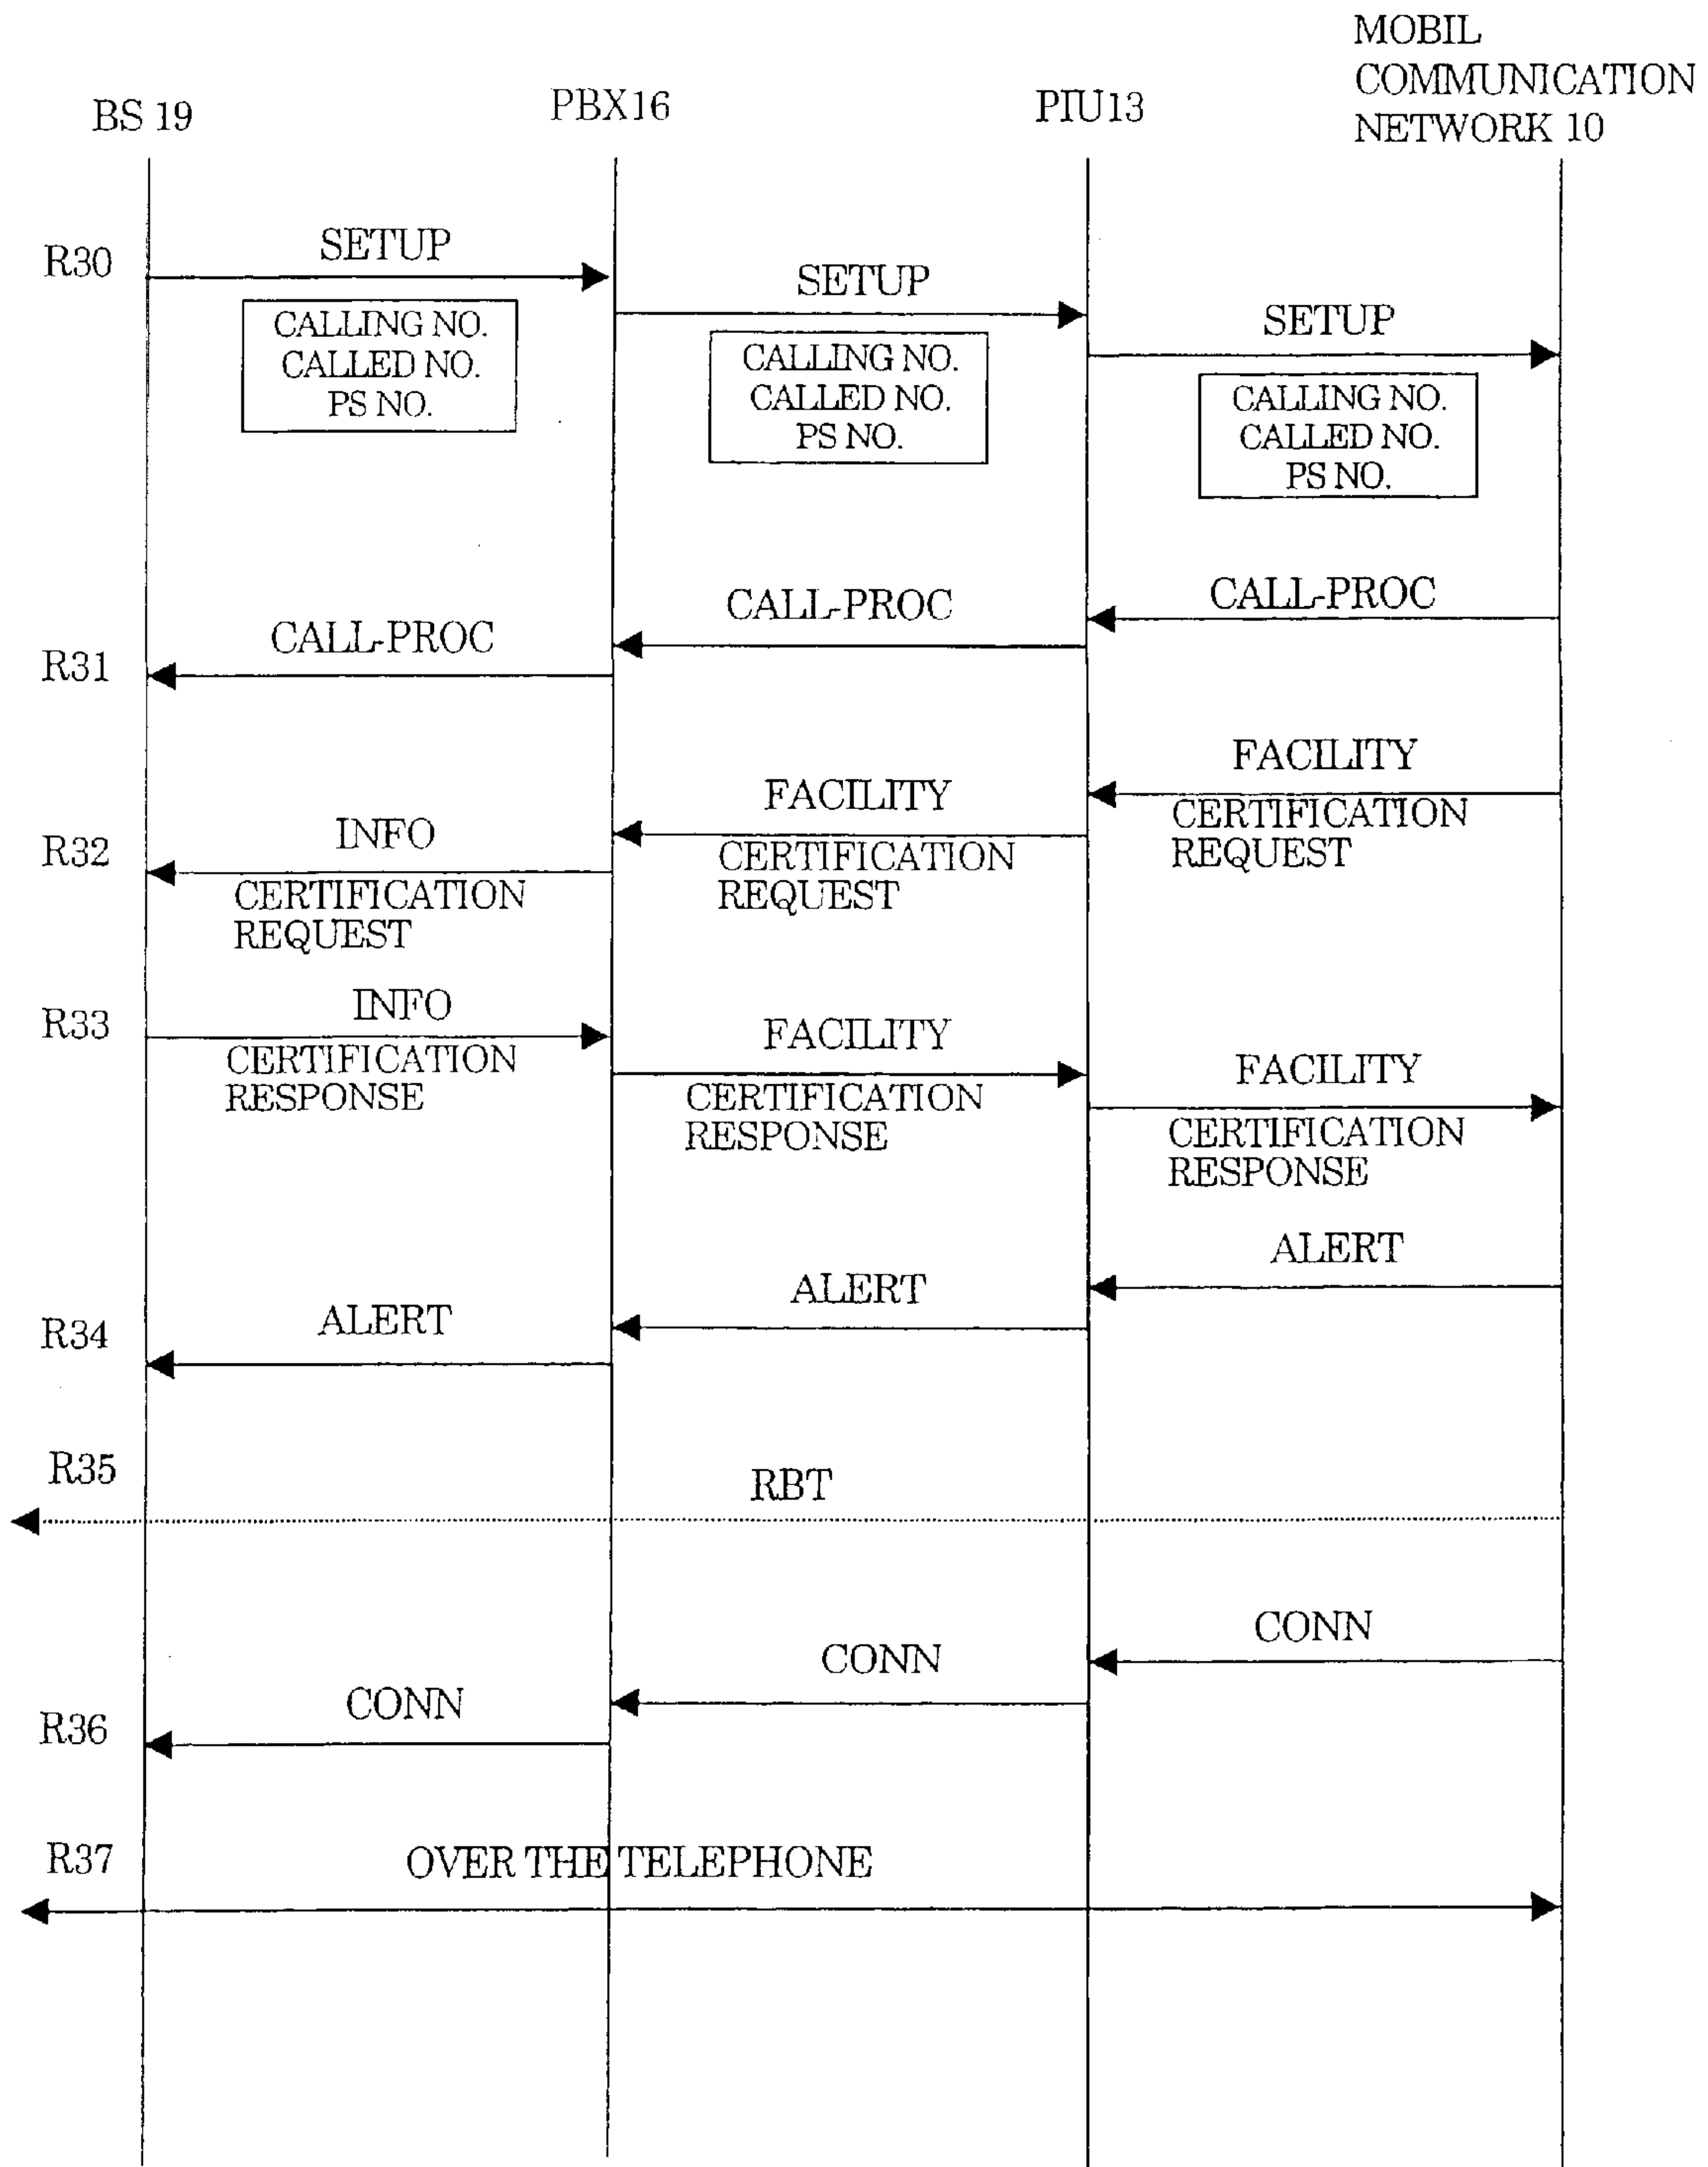 MOBIL
COMMUNICATION
NETWORK 10
BS 19
PBX16
PIU13
R30
SETUP
CALLING NO.
CALLED NO.
PS NO.
SETUP
CALLING NO.
CALLED NO.
PS NO.
SETUP
CALLING NO.
CALLED NO.
PS NO.
CALL-PROC
CALL-PROC
CALL-PROC
R31
FACILITY
CERTIFICATION
REQUEST
FACILITY
CERTIFICATION
REQUEST
R32
INFO
CERTIFICATION
REQUEST
R33
INFO
CERTIFICATION
RESPONSE
FACILITY
CERTIFICATION
RESPONSE
FACILITY
CERTIFICATION
RESPONSE
ALERT
ALERT
ALERT
R34
R35
RBT
CONN
CONN
CONN
R36
R37
OVER THE TELEPHONE